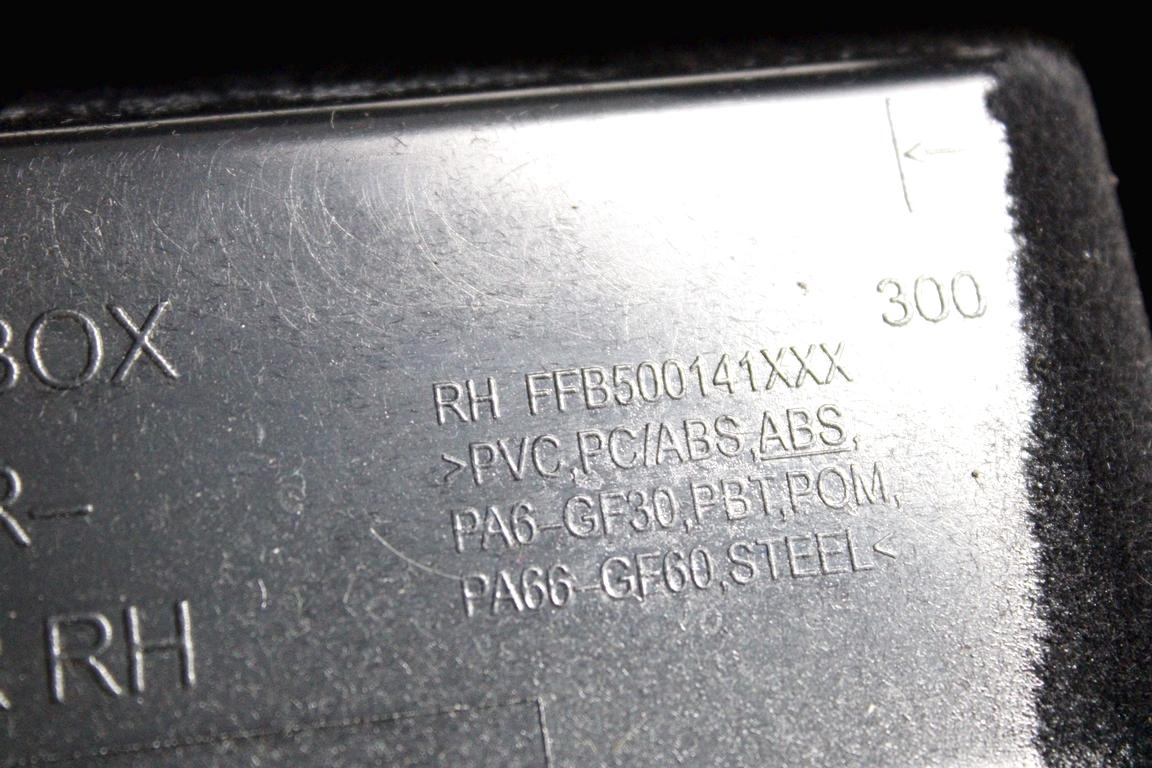 300
BOX
RH FFB500141XXX
>PVC,PC/ABS,ABS,
PA6-GF30,PBT,POM,
PA66-GF60,STEEL<
R-
RH